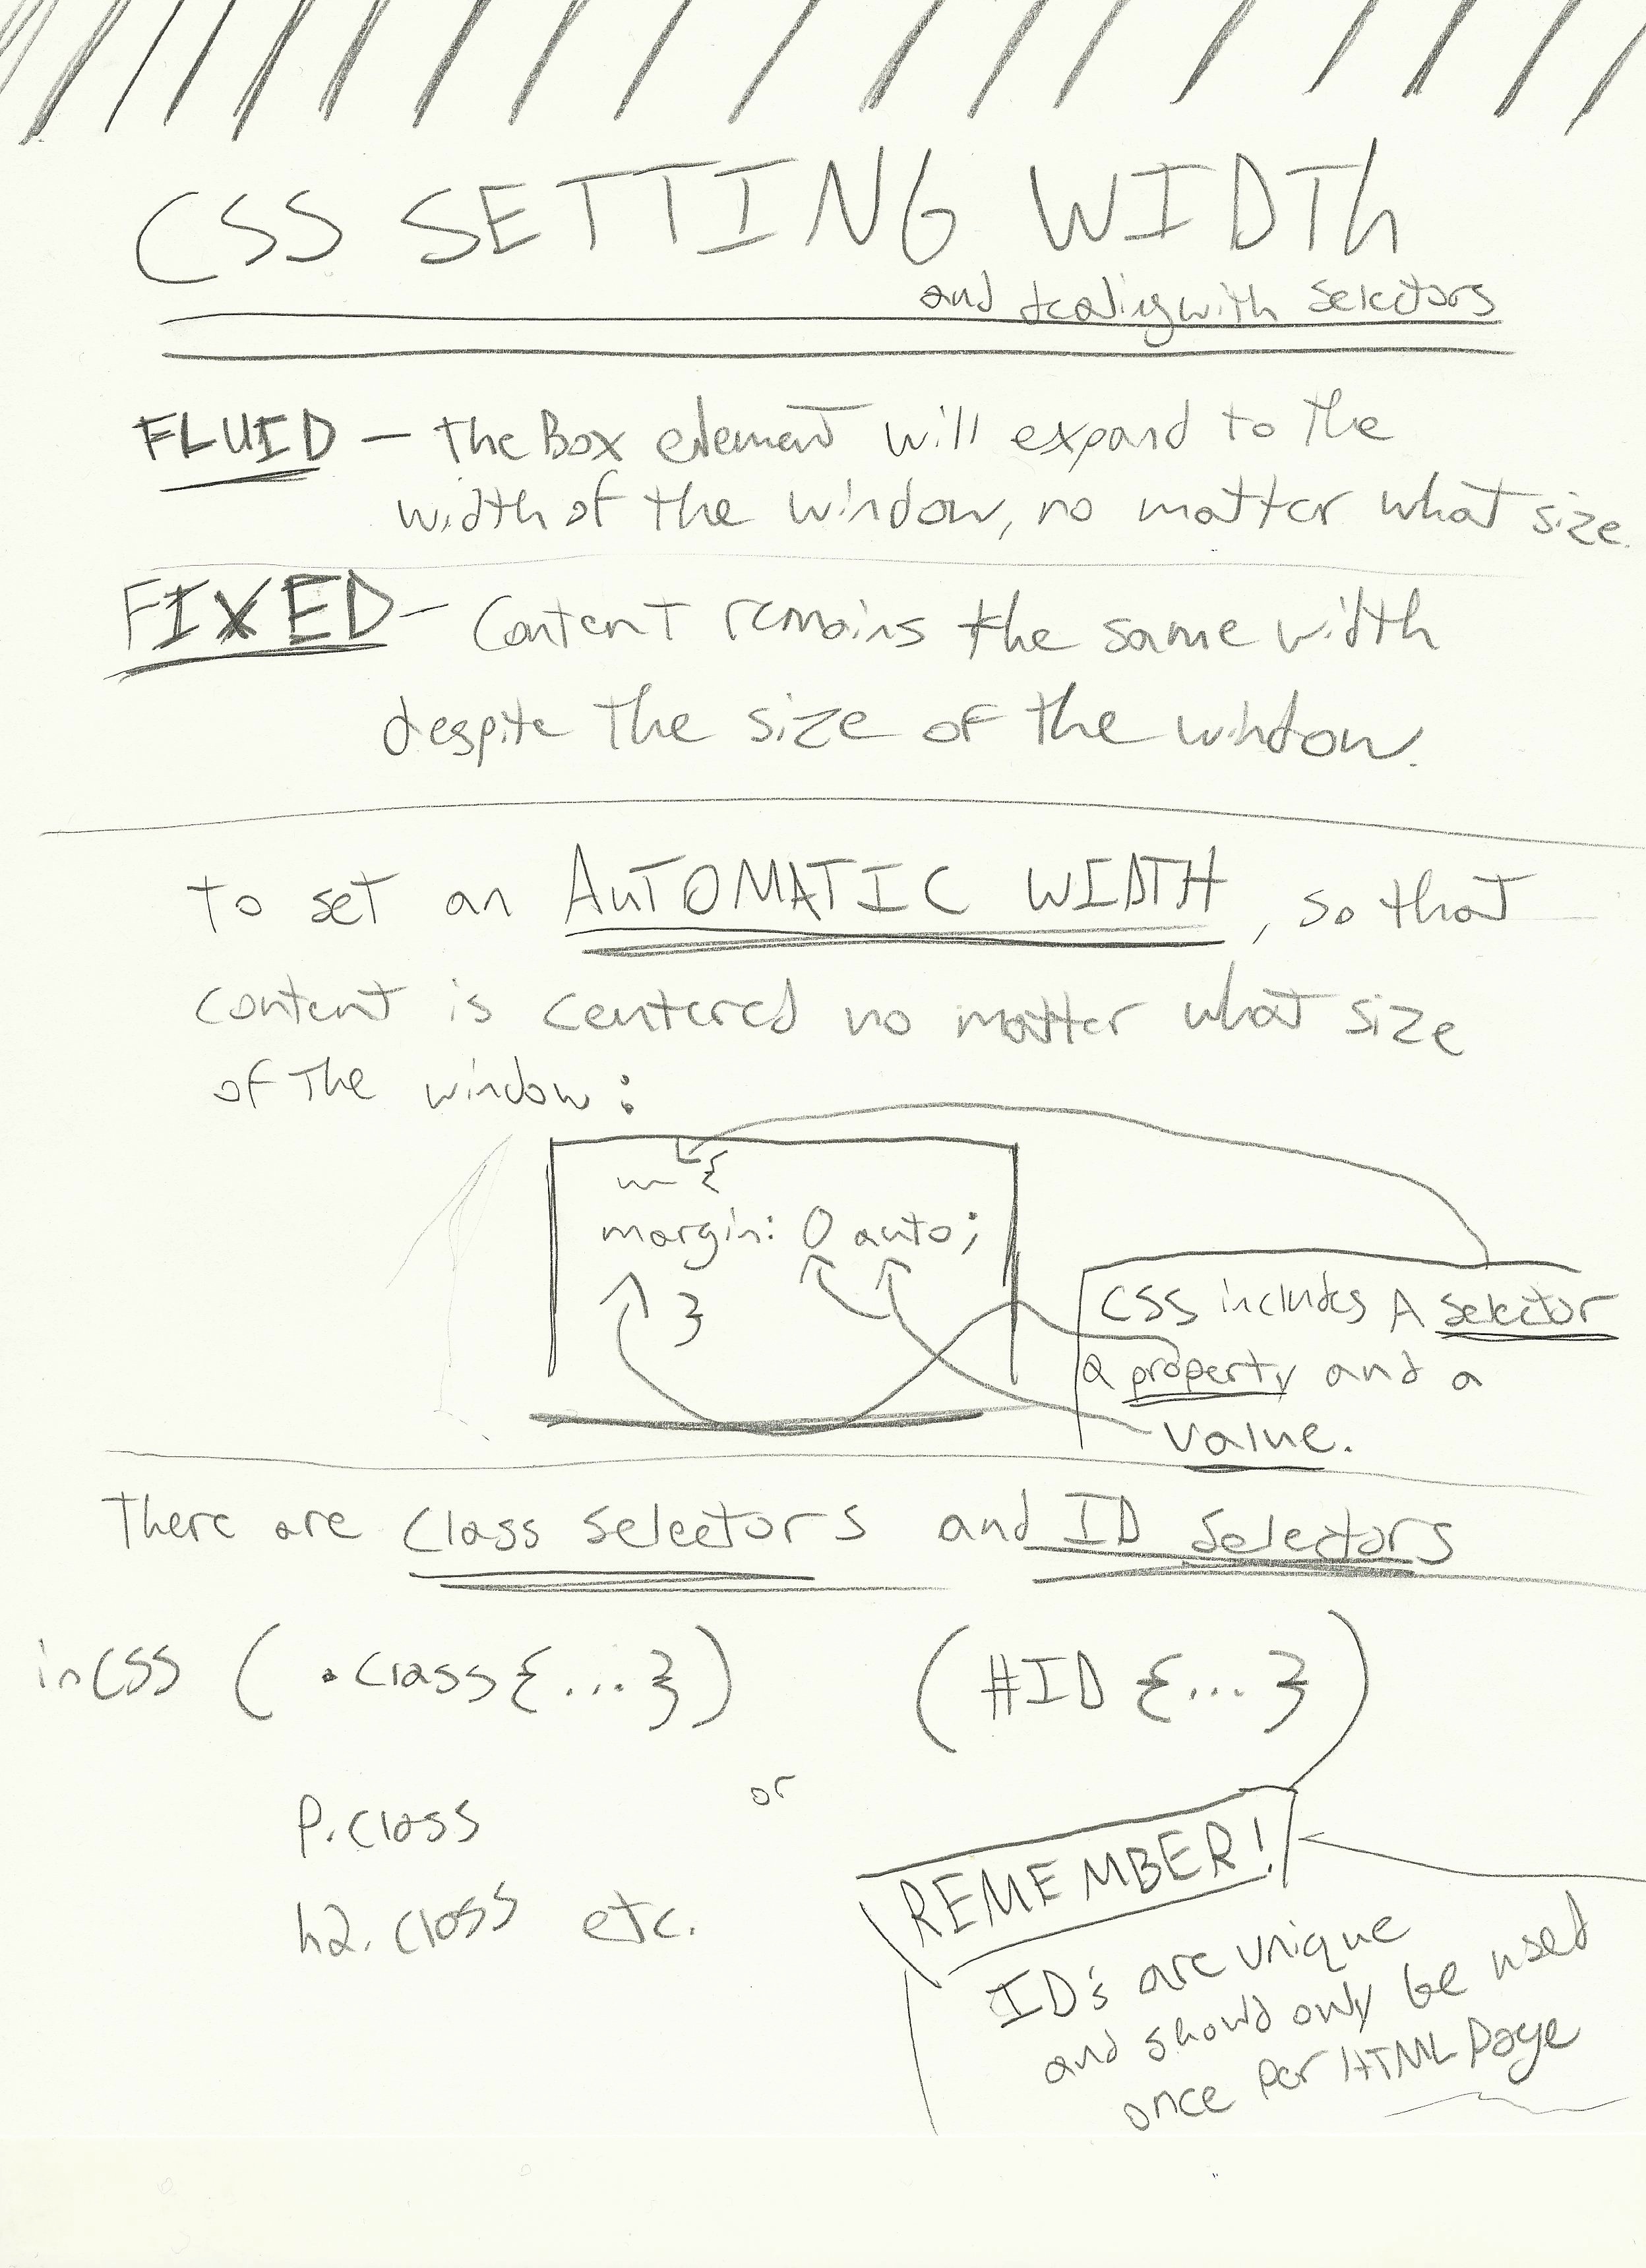 CSS SETTING WIDTh
and dealing with selectors
FLUID - The Box element will expand to the
width of the window, no matter what size.
FIXED - Content remains the same width
despite the size of the window.
to set an AUTOMATIC WIDTH, so that
content is centered no matter what size
of the window:
{
margin: 0 auto;
}
CSS includes A selector
a property and a
value.
There are class selectors and ID selectors
in CSS ( .class{...} ) ( #ID {...} )
p.class or
h2.class etc.
REMEMBER!
ID's are unique
and should only be used
once per HTML page